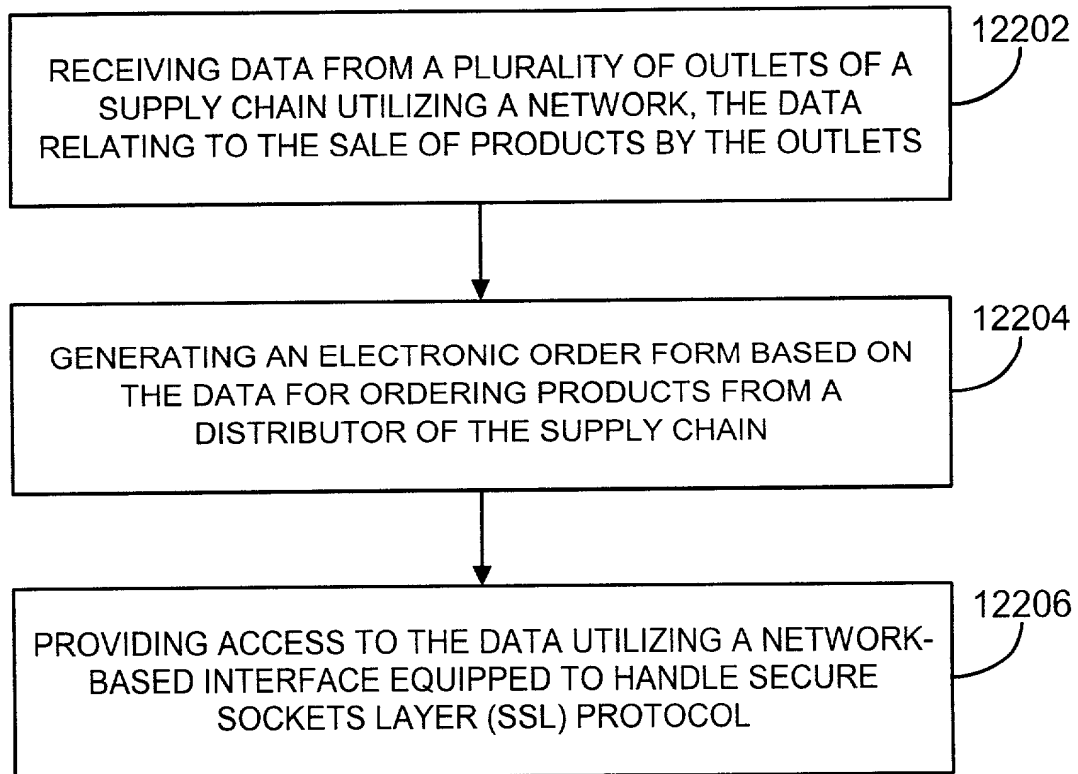 12202
RECEIVING DATA FROM A PLURALITY OF OUTLETS OF A
SUPPLY CHAIN UTILIZING A NETWORK, THE DATA
RELATING TO THE SALE OF PRODUCTS BY THE OUTLETS
12204
GENERATING AN ELECTRONIC ORDER FORM BASED ON
THE DATA FOR ORDERING PRODUCTS FROM A
DISTRIBUTOR OF THE SUPPLY CHAIN
12206
PROVIDING ACCESS TO THE DATA UTILIZING A NETWORK-
BASED INTERFACE EQUIPPED TO HANDLE SECURE
SOCKETS LAYER (SSL) PROTOCOL